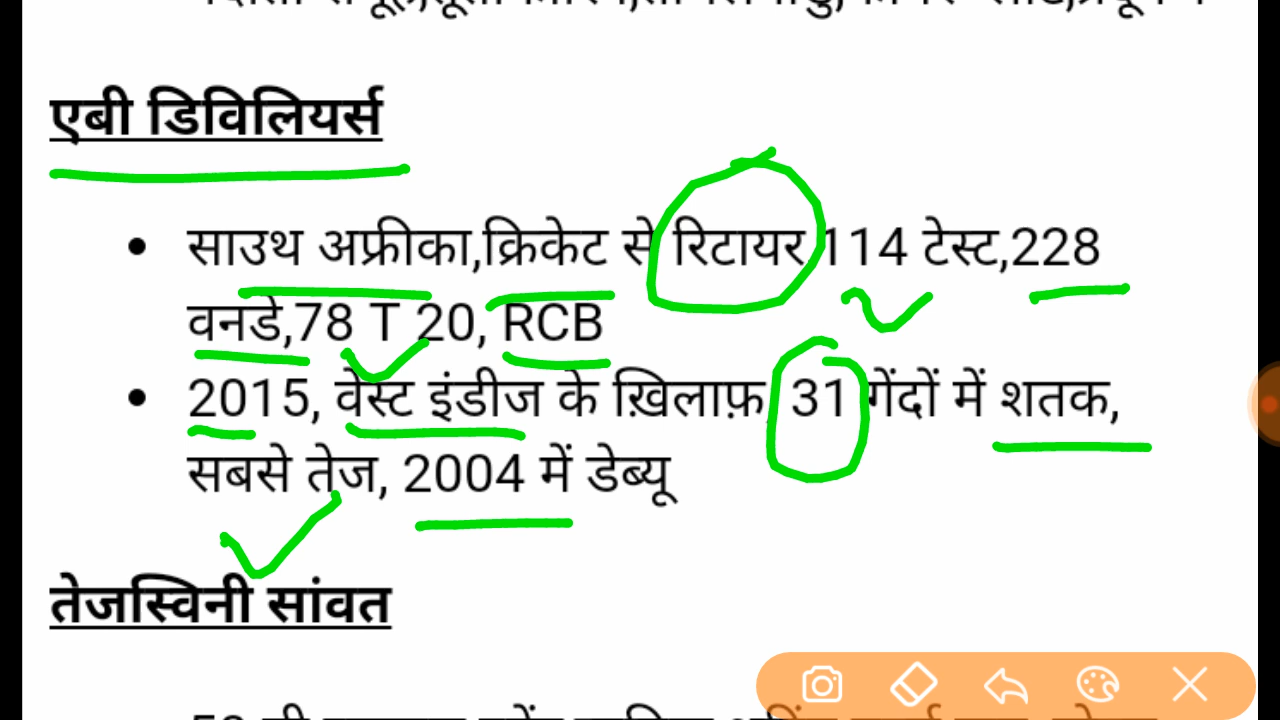 एबी डिविलियर्स
साउथ अफ्रीका,क्रिकेट से रिटायर 114 टेस्ट,228
वनडे,78 T 20, RCB
2015, वेस्ट इंडीज के ख़िलाफ़ 31 गेंदों में शतक,
सबसे तेज, 2004 में डेब्यू
तेजस्विनी सांवत